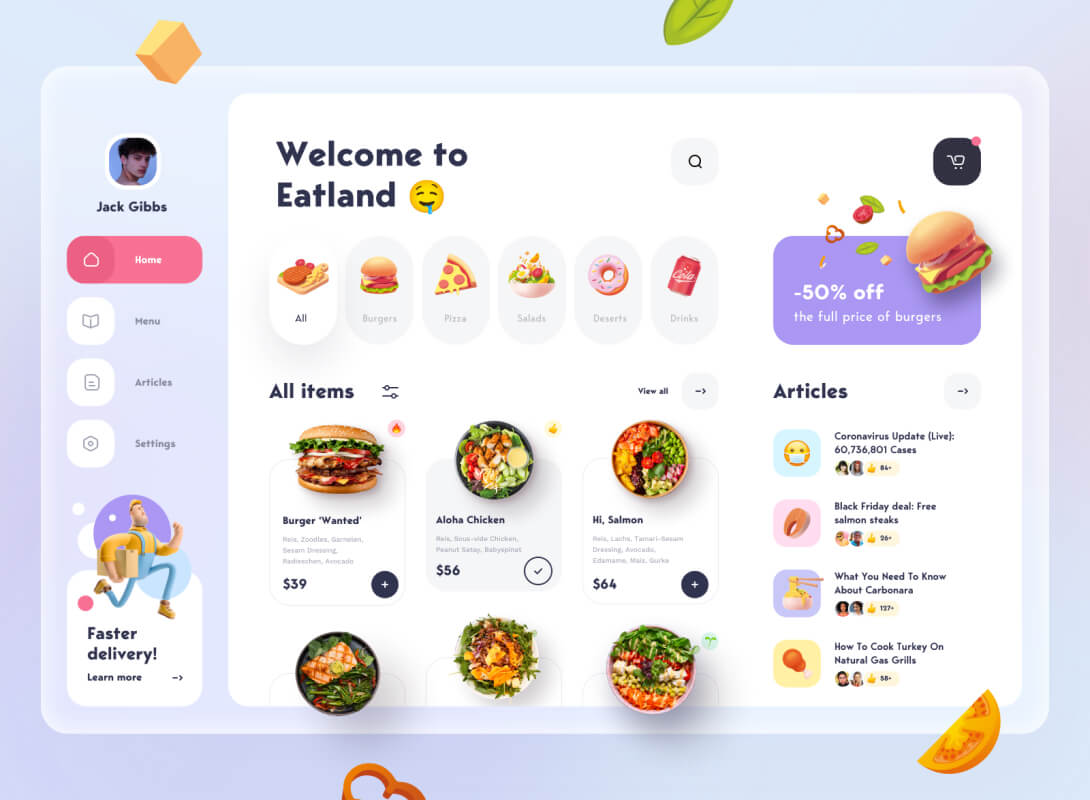 Jack Gibbs
Home
Menu
Articles
Settings
Faster
delivery!
Learn more
Welcome to
Eatland
All
Burgers
Pizza
Salads
Deserts
Drinks
Cola
-50% off
the full price of burgers
All items
View all
Burger 'Wanted'
Reis, Zoodles, Garnelen,
Sesam Dressing,
Radieschen, Avocado
$39
Aloha Chicken
Reis, Sous-vide Chicken,
Peanut Satay, Babyspinat
$56
Hi, Salmon
Reis, Lachs, Tamari-Sesam
Dressing, Avocado,
Edamame, Mais, Gurke
$64
Articles
Coronavirus Update (Live):
60,736,801 Cases
84+
Black Friday deal: Free
salmon steaks
26+
What You Need To Know
About Carbonara
127+
How To Cook Turkey On
Natural Gas Grills
58+